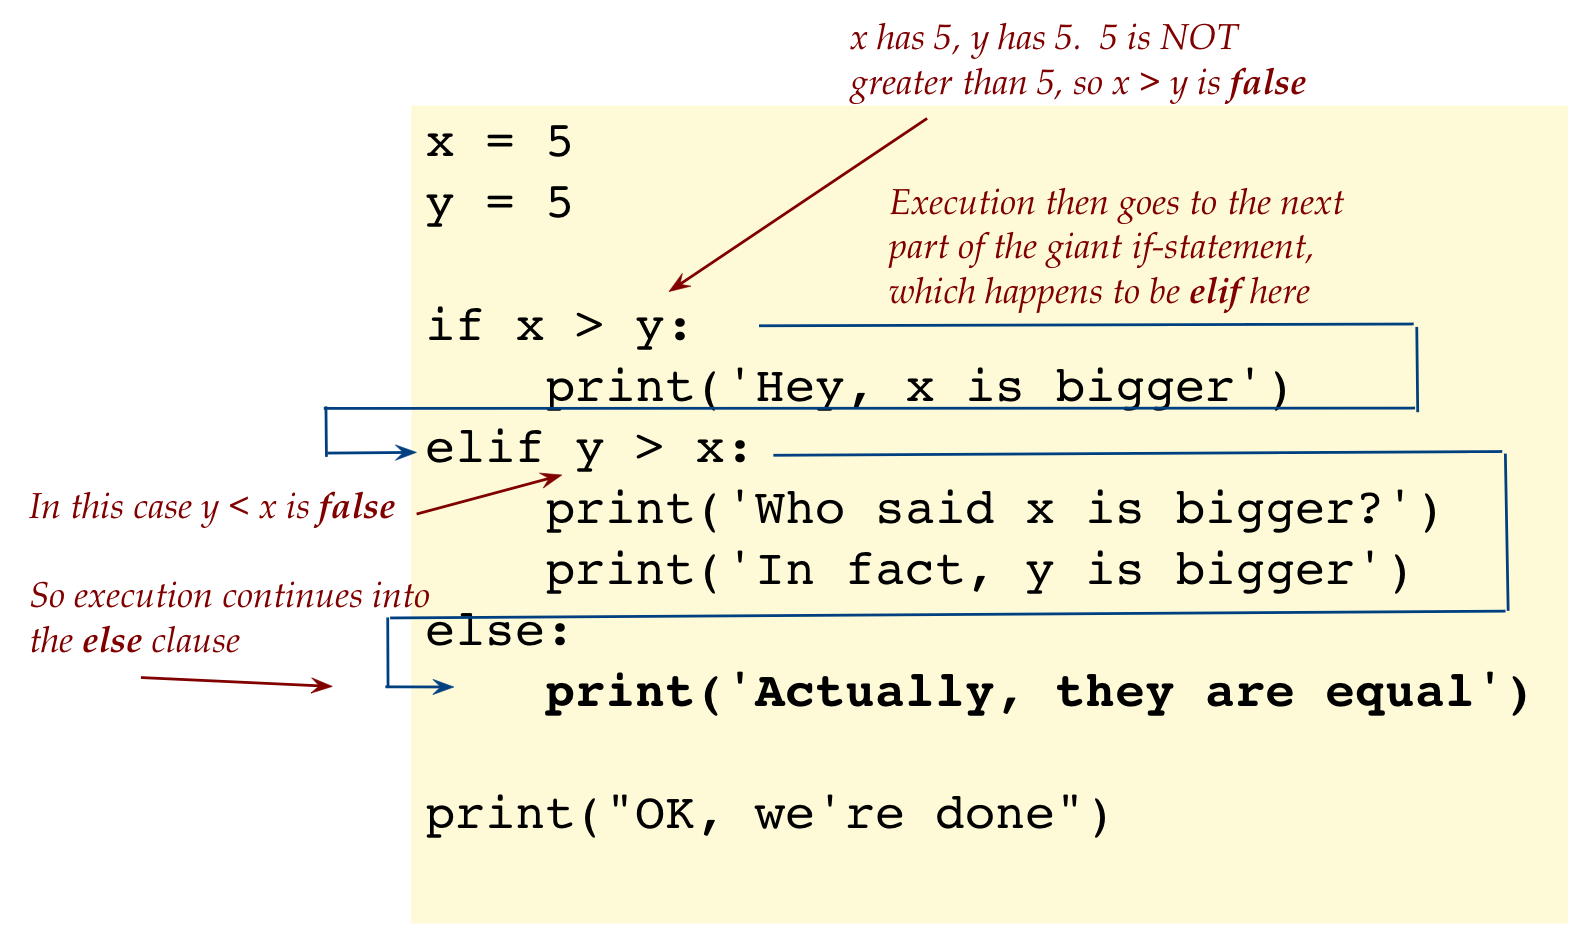 x has 5, y has 5.  5 is NOT
greater than 5, so x > y is false
x = 5
y = 5
Execution then goes to the next
part of the giant if-statement,
which happens to be elif here
if x > y:
    print('Hey, x is bigger')
elif y > x:
In this case y < x is false
    print('Who said x is bigger?')
    print('In fact, y is bigger')
So execution continues into
the else clause
else:
    print('Actually, they are equal')
print("OK, we're done")